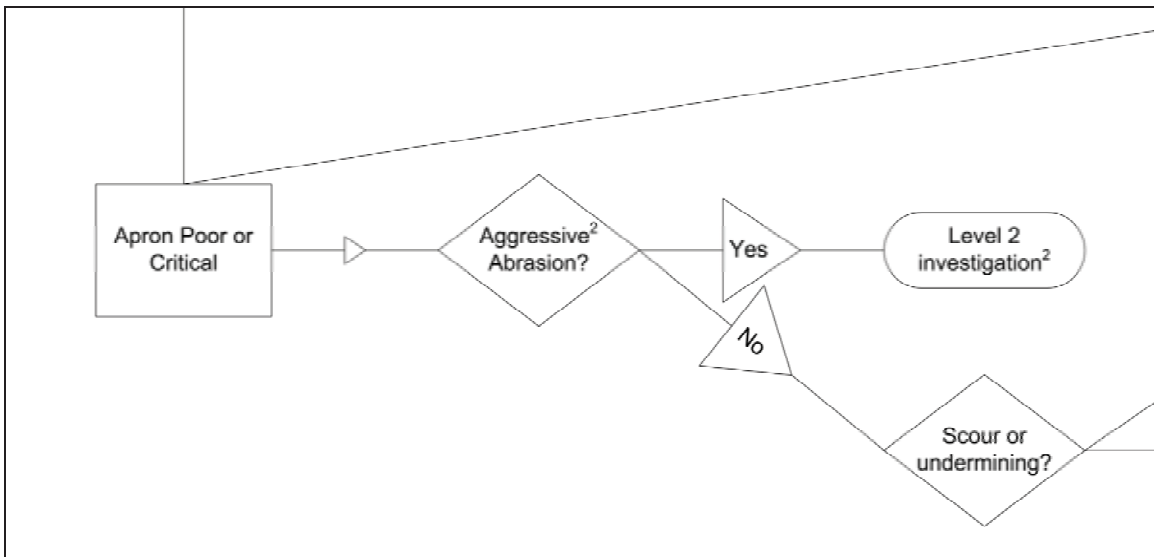 Apron Poor or
Critical
Aggressive²
Abrasion?
Yes
Level 2
investigation²
No
Scour or
undermining?